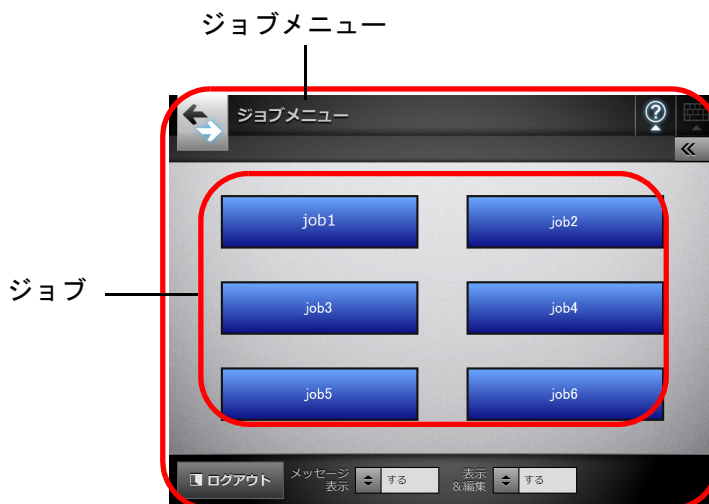 ジョブメニュー
ジョブメニュー
ジョブ
job1
job2
job3
job4
job5
job6
ログアウト
メッセージ
表示
する
表示
&編集
する